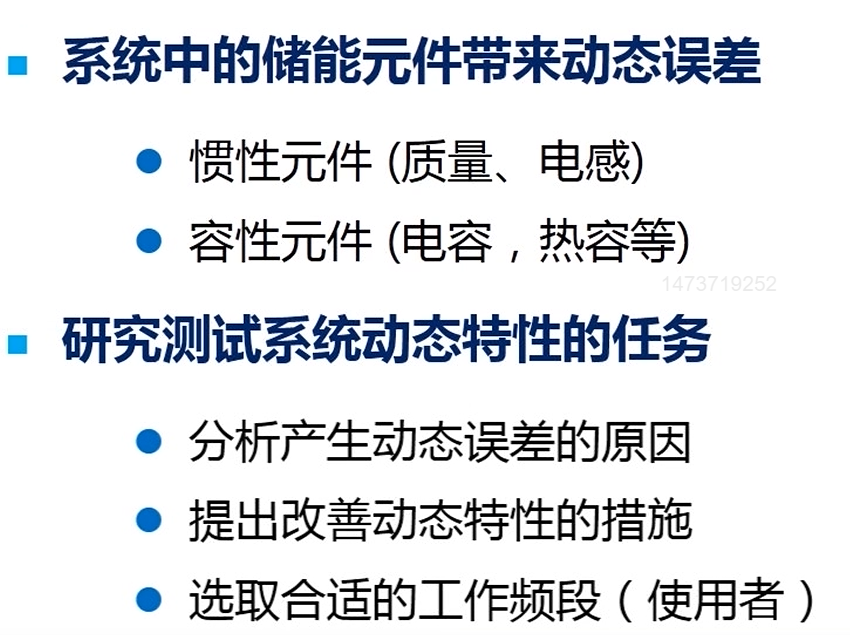 系统中的储能元件带来动态误差
惯性元件 (质量、电感)
容性元件 (电容，热容等)
1473719252
研究测试系统动态特性的任务
分析产生动态误差的原因
提出改善动态特性的措施
选取合适的工作频段（使用者）